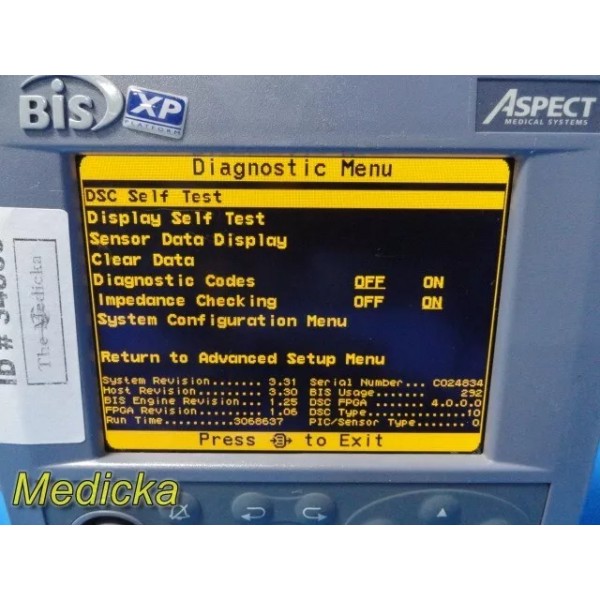 BIS XP
PLATFORM
ASPECT
MEDICAL SYSTEMS
Diagnostic Menu
DSC Self Test
Display Self Test
Sensor Data Display
Clear Data
Diagnostic Codes OFF ON
Impedance Checking OFF ON
System Configuration Menu
Return to Advanced Setup Menu
System Revision...... 3.31 Serial Number... C024834
Host Revision........ 3.30 BIS Usage.......... 292
BIS Engine Revision.. 1.25 DSC FPGA....... 4.0.0.0
FPGA Revision........ 1.06 DSC Type............10
Run Time.........3068637 PIC/Sensor Type..... 0
Press to Exit
The Medicka
ID #
Medicka